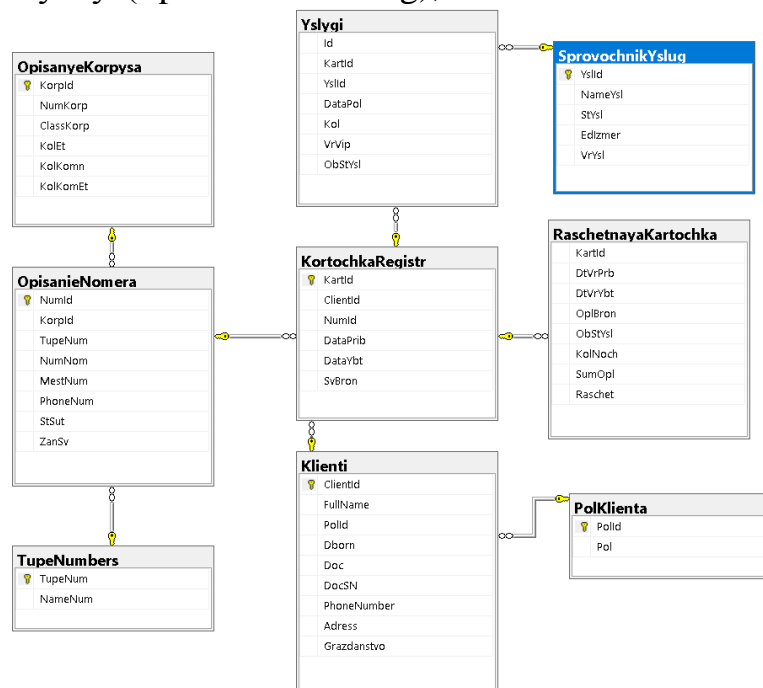 OpisanyeKorpysa
KorpId
NumKorp
ClassKorp
KolEt
KolKomn
KolKomEt
Yslygi
Id
KartId
YslId
DataPol
Kol
VrVip
ObStYsl
SprovochnikYslug
YslId
NameYsl
StYsl
EdIzmer
VrYsl
OpisanieNomera
NumId
KorpId
TupeNum
NumNom
MestNum
PhoneNum
StSut
ZanSv
KortochkaRegistr
KartId
ClientId
NumId
DataPrib
DataYbt
SvBron
RaschetnayaKartochka
KartId
DtVrPrb
DtVrYbt
OplBron
ObStYsl
KolNoch
SumOpl
Raschet
TupeNumbers
TupeNum
NameNum
Klienti
ClientId
FullName
PolId
Dborn
Doc
DocSN
PhoneNumber
Adress
Grazdanstvo
PolKlienta
PolId
Pol